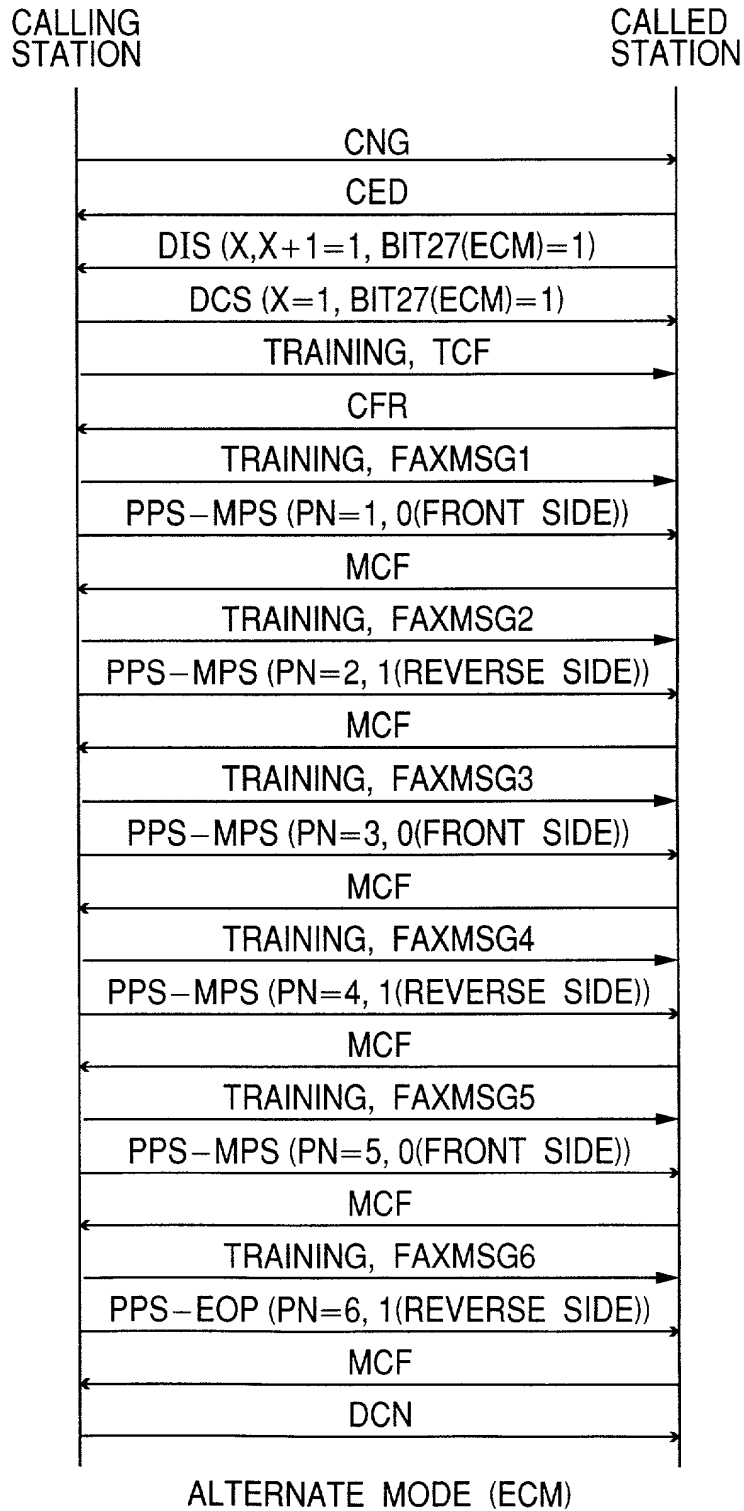 CALLING
STATION
CALLED
STATION
CNG
CED
DIS (X,X+1=1, BIT27(ECM)=1)
DCS (X=1, BIT27(ECM)=1)
TRAINING, TCF
CFR
TRAINING, FAXMSG1
PPS−MPS (PN=1, 0(FRONT SIDE))
MCF
TRAINING, FAXMSG2
PPS−MPS (PN=2, 1(REVERSE SIDE))
MCF
TRAINING, FAXMSG3
PPS−MPS (PN=3, 0(FRONT SIDE))
MCF
TRAINING, FAXMSG4
PPS−MPS (PN=4, 1(REVERSE SIDE))
MCF
TRAINING, FAXMSG5
PPS−MPS (PN=5, 0(FRONT SIDE))
MCF
TRAINING, FAXMSG6
PPS−EOP (PN=6, 1(REVERSE SIDE))
MCF
DCN
ALTERNATE MODE (ECM)